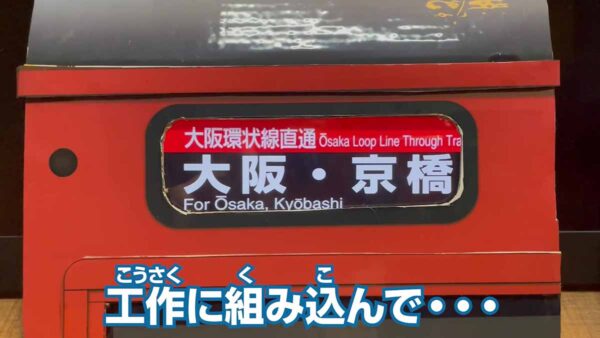 大阪環状線直通 Ōsaka Loop Line Through Tra
大阪・京橋
For Ōsaka, Kyōbashi
こうさく く こ
工作に組み込んで・・・